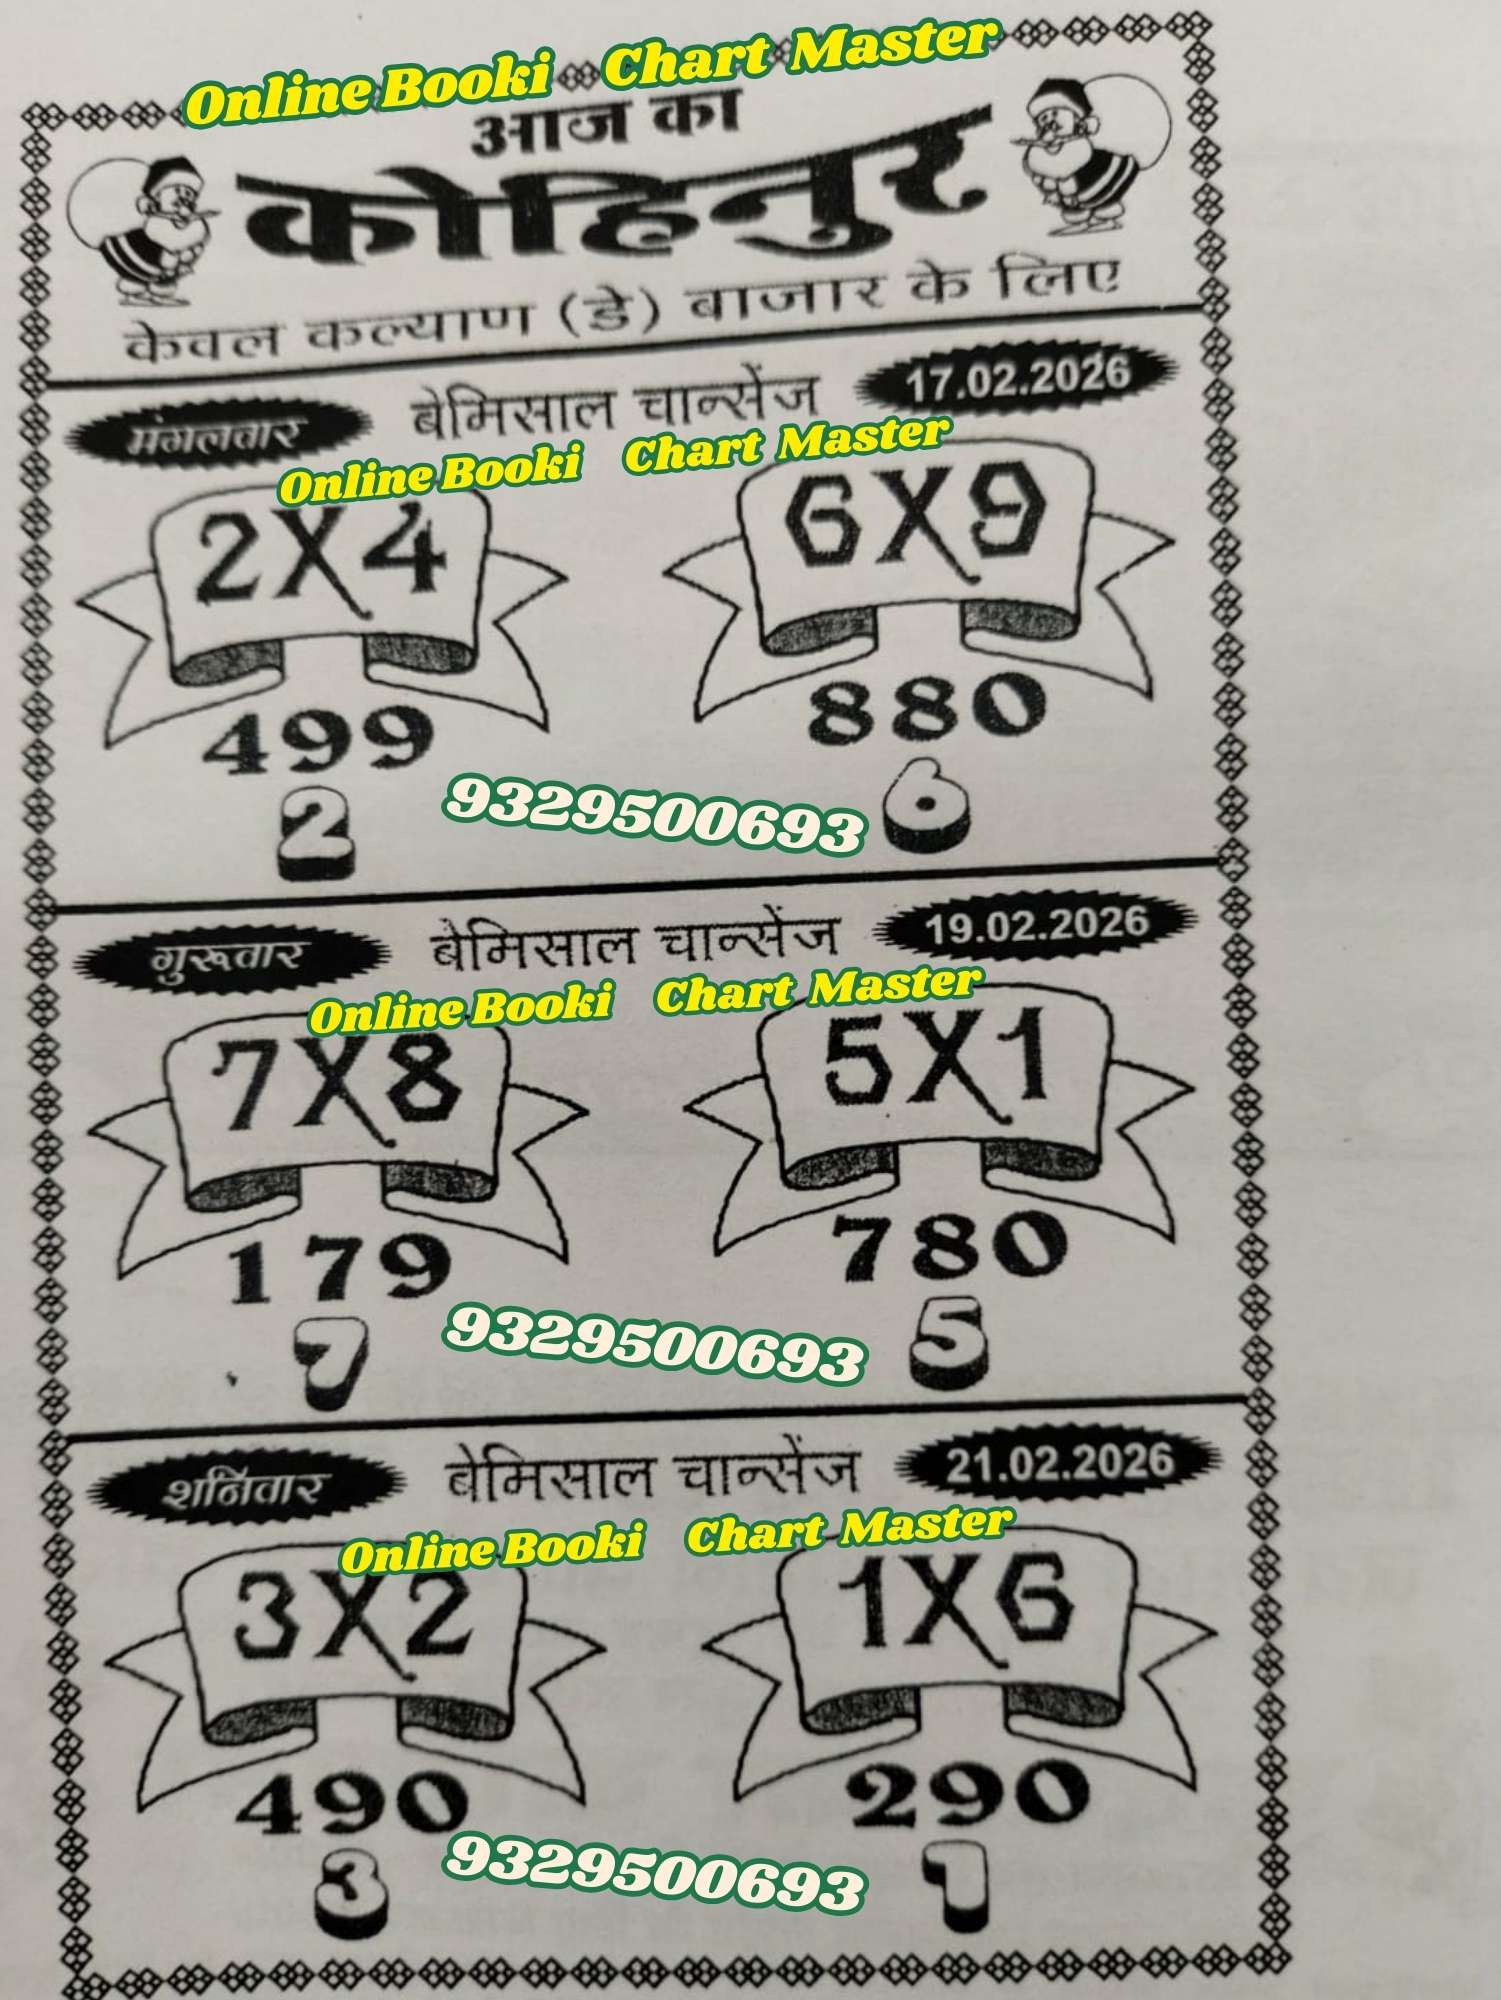 Online Booki Chart Master
आज का
कोहिनुर
केवल कल्याण (डे) बाजार के लिए
मंगलवार बेमिसाल चान्सेंज 17.02.2026
Online Booki Chart Master
2X4 6X9
499 880
2 9329500693 6
गुरूवार बेमिसाल चान्सेंज 19.02.2026
Online Booki Chart Master
7X8 5X1
179 780
7 9329500693 5
शनिवार बेमिसाल चान्सेंज 21.02.2026
Online Booki Chart Master
3X2 1X6
490 290
3 9329500693 1